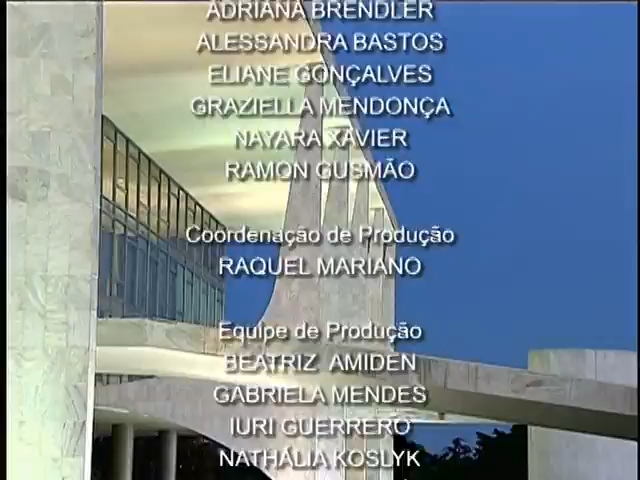 ADRIANA BRENDLER
ALESSANDRA BASTOS
ELIANE GONÇALVES
GRAZIELLA MENDONÇA
NAYARA XAVIER
RAMON GUSMÃO
Coordenação de Produção
RAQUEL MARIANO
Equipe de Produção
BEATRIZ AMIDEN
GABRIELA MENDES
IURI GUERRERO
NATHÁLIA KOSLYK